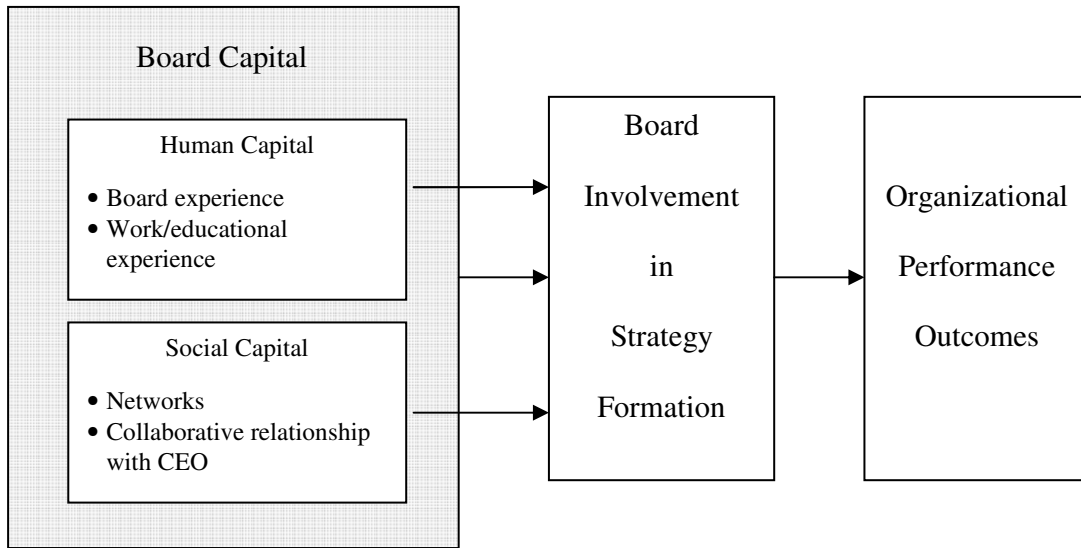 Board Capital
Human Capital
• Board experience
• Work/educational
experience
Social Capital
• Networks
• Collaborative relationship
with CEO
Board
Involvement
in
Strategy
Formation
Organizational
Performance
Outcomes